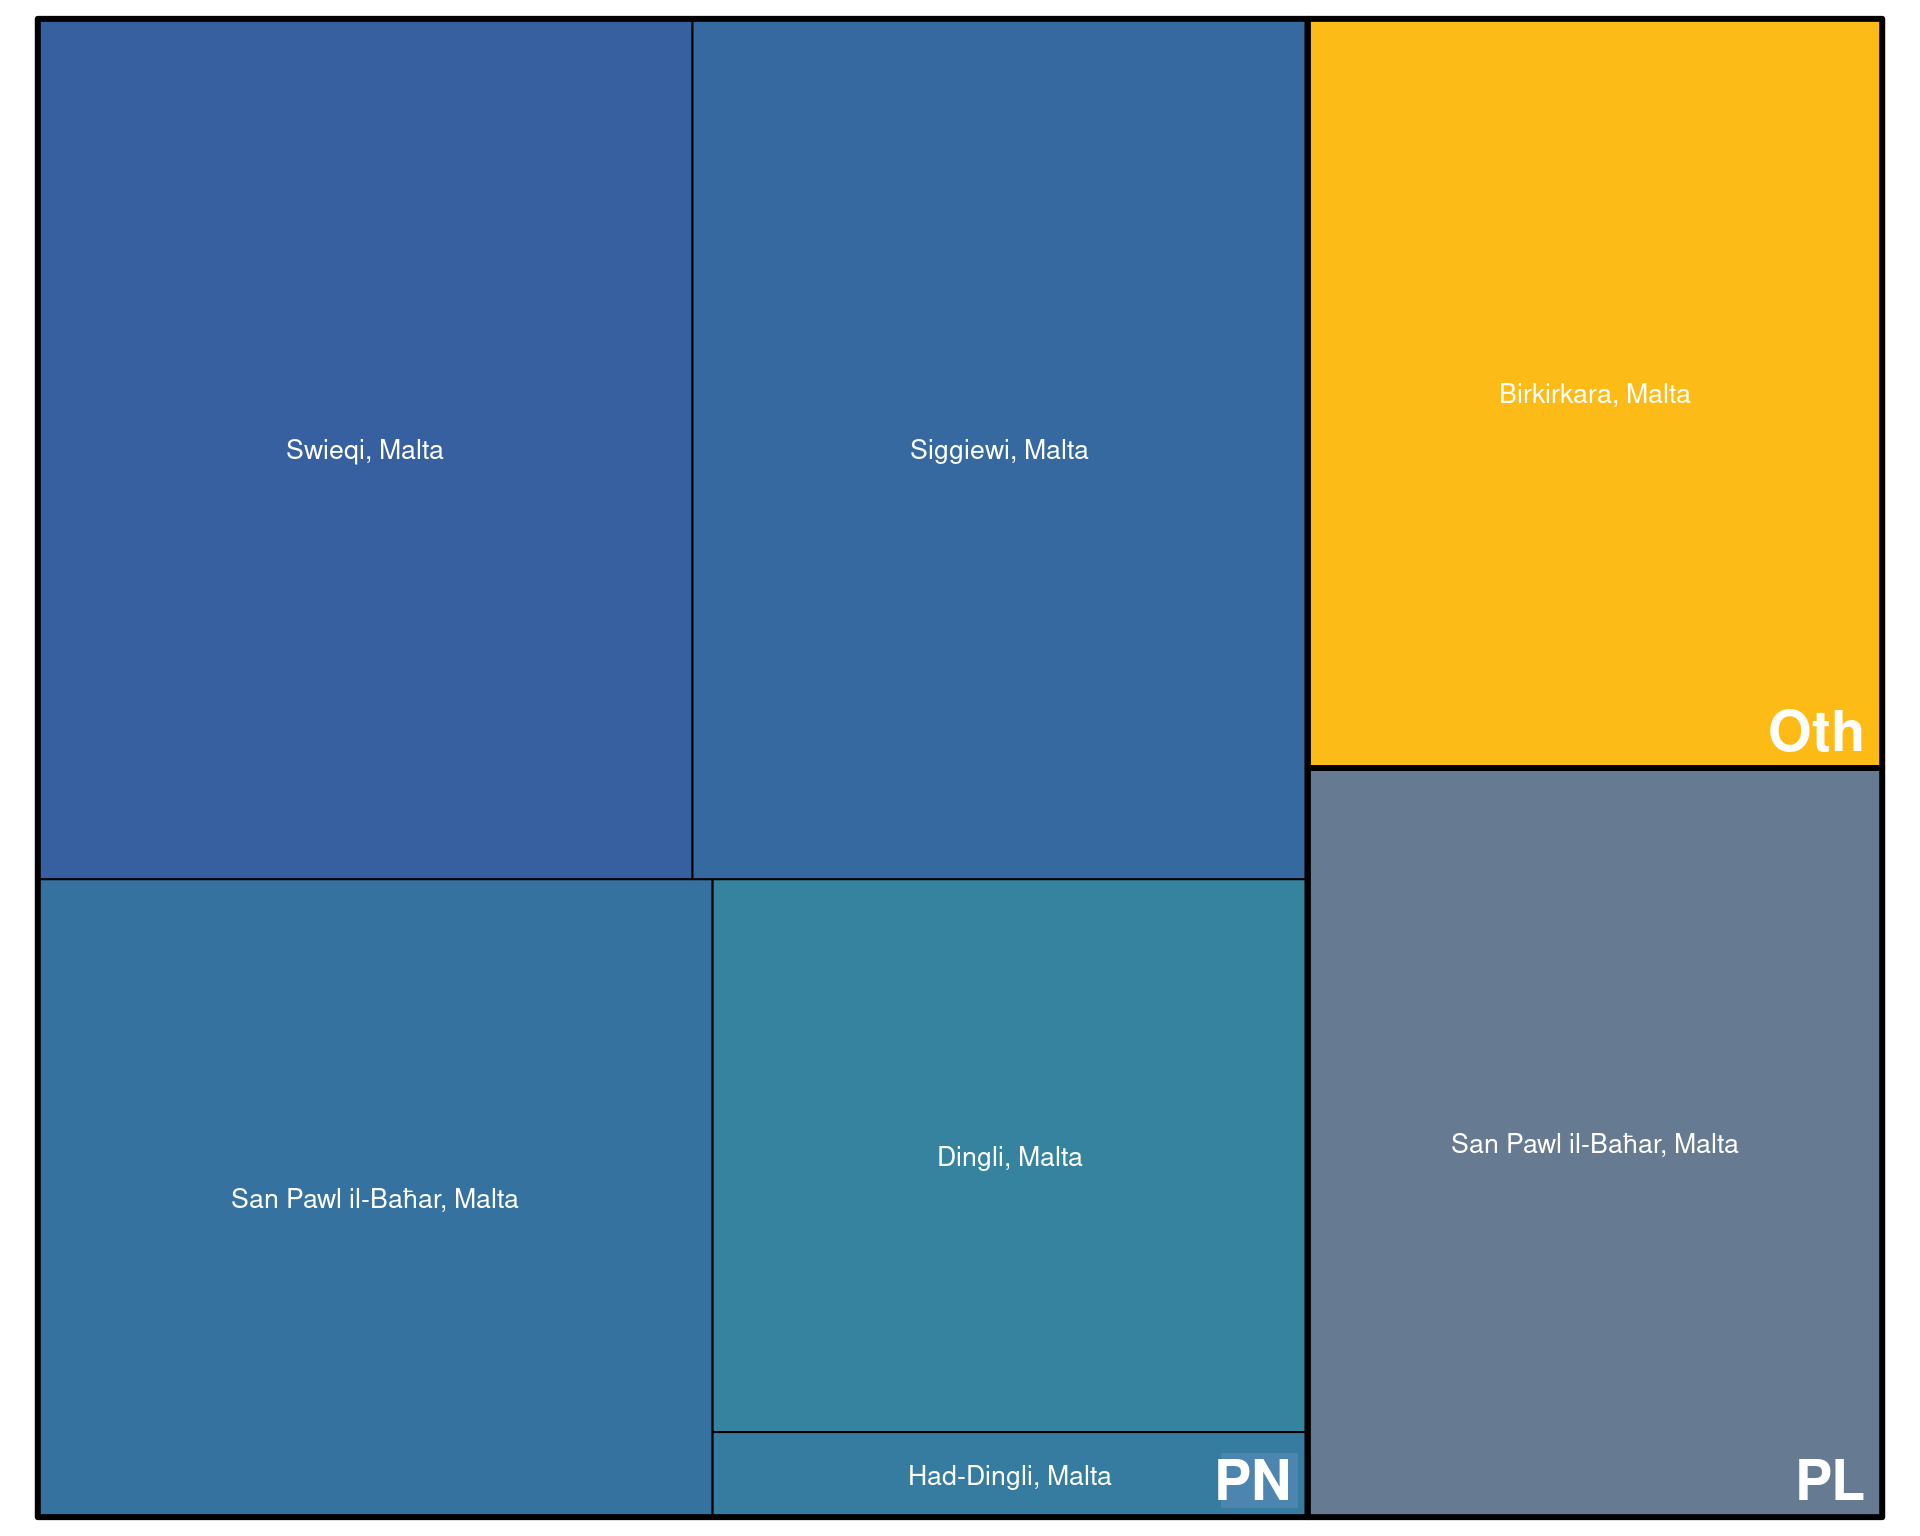 Swieqi, Malta
Siggiewi, Malta
Birkirkara, Malta
Oth
San Pawl il-Baħar, Malta
Dingli, Malta
San Pawl il-Baħar, Malta
Had-Dingli, Malta
PN
PL